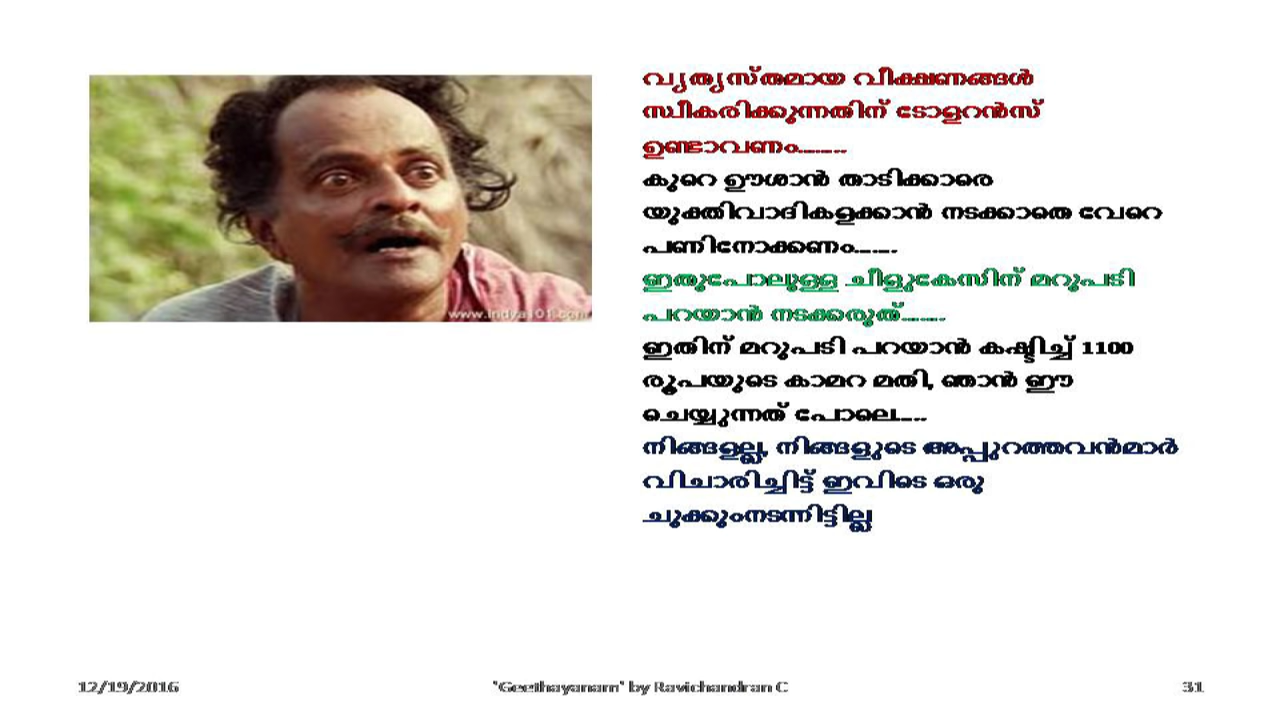 വ്യത്യസ്തമായ വീക്ഷണങ്ങൾ
സ്വീകരിക്കുന്നതിന് ടോളറൻസ്
ഉണ്ടാവണം........
കുറെ ഊശാൻ താടിക്കാരെ
യുക്തിവാദികളക്കാൻ നടക്കാതെ വേറെ
പണിനോക്കണം......
ഇതുപോലുള്ള ചീളുകേസിന് മറുപടി
പറയാൻ നടക്കരുത്........
ഇതിന് മറുപടി പറയാൻ കഷ്ടിച്ച് 1100
രൂപയുടെ കാമറ മതി, ഞാൻ ഈ
ചെയ്യുന്നത് പോലെ.....
നിങ്ങളല്ല, നിങ്ങളുടെ അപ്പുറത്തവൻമാർ
വിചാരിച്ചിട്ട് ഇവിടെ ഒരു
ചുക്കുംനടന്നിട്ടില്ല
www.indya101.com
12/19/2016 'Geethayanam' by Ravichandran C 31